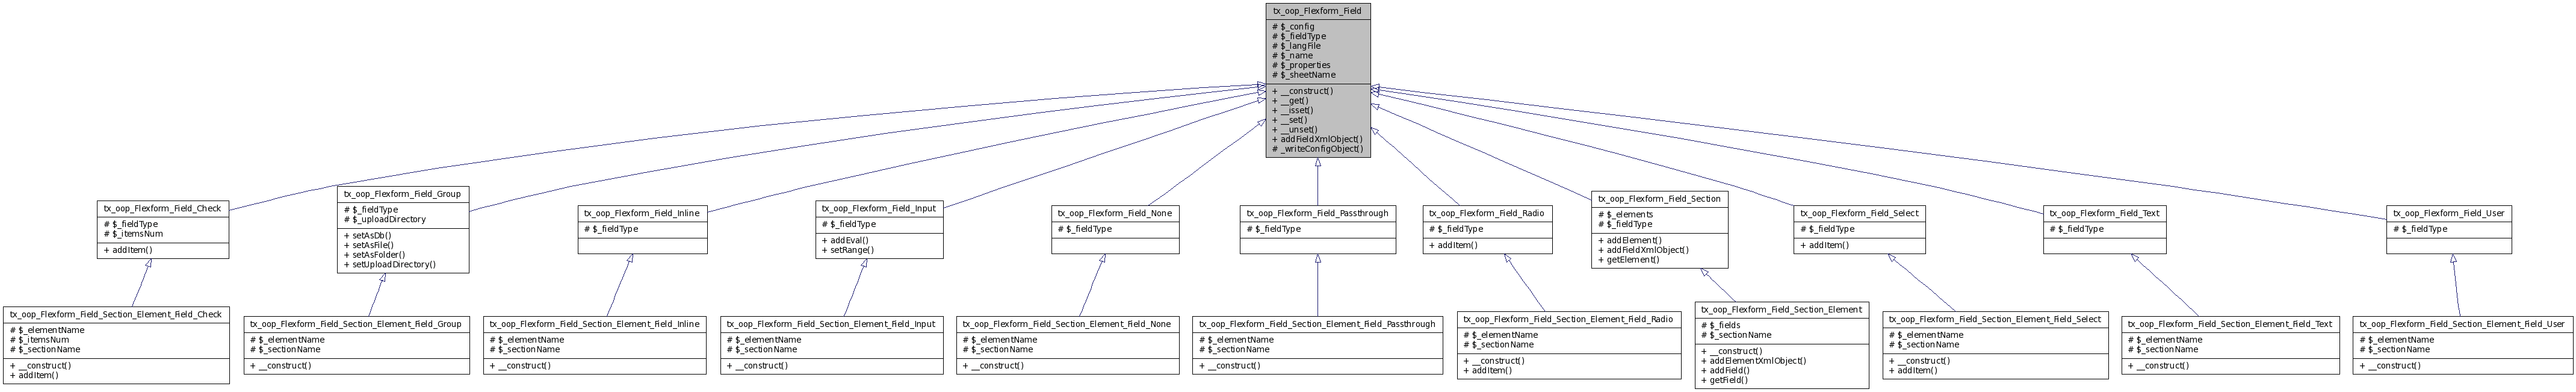 tx_oop_Flexform_Field
# $_config
# $_fieldType
# $_langFile
# $_name
# $_properties
# $_sheetName
+ __construct()
+ __get()
+ __isset()
+ __set()
+ __unset()
+ addFieldXmlObject()
# _writeConfigObject()
tx_oop_Flexform_Field_Check
# $_fieldType
# $_itemsNum
+ addItem()
tx_oop_Flexform_Field_Group
# $_fieldType
# $_uploadDirectory
+ setAsDb()
+ setAsFile()
+ setAsFolder()
+ setUploadDirectory()
tx_oop_Flexform_Field_Inline
# $_fieldType
tx_oop_Flexform_Field_Input
# $_fieldType
+ addEval()
+ setRange()
tx_oop_Flexform_Field_None
# $_fieldType
tx_oop_Flexform_Field_Passthrough
# $_fieldType
tx_oop_Flexform_Field_Radio
# $_fieldType
+ addItem()
tx_oop_Flexform_Field_Section
# $_elements
# $_fieldType
+ addElement()
+ addFieldXmlObject()
+ getElement()
tx_oop_Flexform_Field_Select
# $_fieldType
+ addItem()
tx_oop_Flexform_Field_Text
# $_fieldType
tx_oop_Flexform_Field_User
# $_fieldType
tx_oop_Flexform_Field_Section_Element_Field_Check
# $_elementName
# $_itemsNum
# $_sectionName
+ __construct()
+ addItem()
tx_oop_Flexform_Field_Section_Element_Field_Group
# $_elementName
# $_sectionName
+ __construct()
tx_oop_Flexform_Field_Section_Element_Field_Inline
# $_elementName
# $_sectionName
+ __construct()
tx_oop_Flexform_Field_Section_Element_Field_Input
# $_elementName
# $_sectionName
+ __construct()
tx_oop_Flexform_Field_Section_Element_Field_None
# $_elementName
# $_sectionName
+ __construct()
tx_oop_Flexform_Field_Section_Element_Field_Passthrough
# $_elementName
# $_sectionName
+ __construct()
tx_oop_Flexform_Field_Section_Element_Field_Radio
# $_elementName
# $_sectionName
+ __construct()
+ addItem()
tx_oop_Flexform_Field_Section_Element
# $_fields
# $_sectionName
+ __construct()
+ addElementXmlObject()
+ addField()
+ getField()
tx_oop_Flexform_Field_Section_Element_Field_Select
# $_elementName
# $_sectionName
+ __construct()
+ addItem()
tx_oop_Flexform_Field_Section_Element_Field_Text
# $_elementName
# $_sectionName
+ __construct()
tx_oop_Flexform_Field_Section_Element_Field_User
# $_elementName
# $_sectionName
+ __construct()